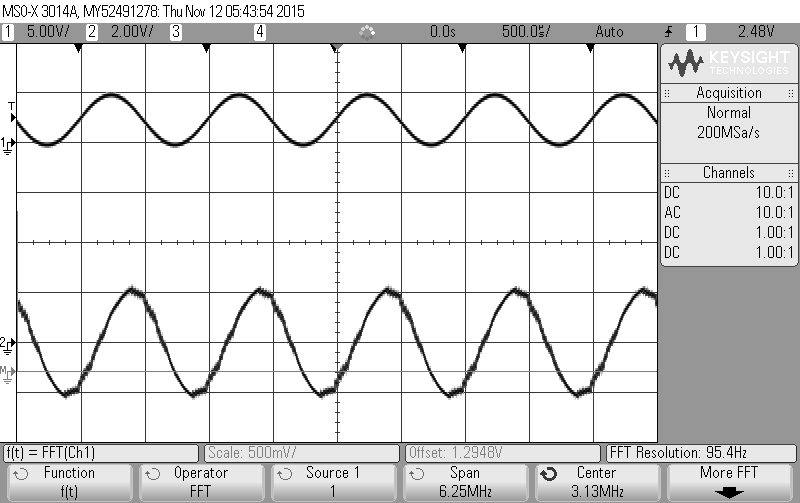 MSO-X 3014A, MY52491278: Thu Nov 12 05:43:54 2015
1 5.00V/ 2 2.00V/ 3 4 0.0s 500.0ns/ Auto 1 2.48V
KEYSIGHT
TECHNOLOGIES
Acquisition
Normal
200MSa/s
Channels
DC 10.0:1
AC 10.0:1
DC 1.00:1
DC 1.00:1
T
1
2
M
f(t) = FFT(Ch1) Scale: 500mV/ Offset: 1.2948V FFT Resolution: 95.4Hz
Function Operator Source 1 Span Center More FFT
f(t) FFT 1 6.25MHz 3.13MHz